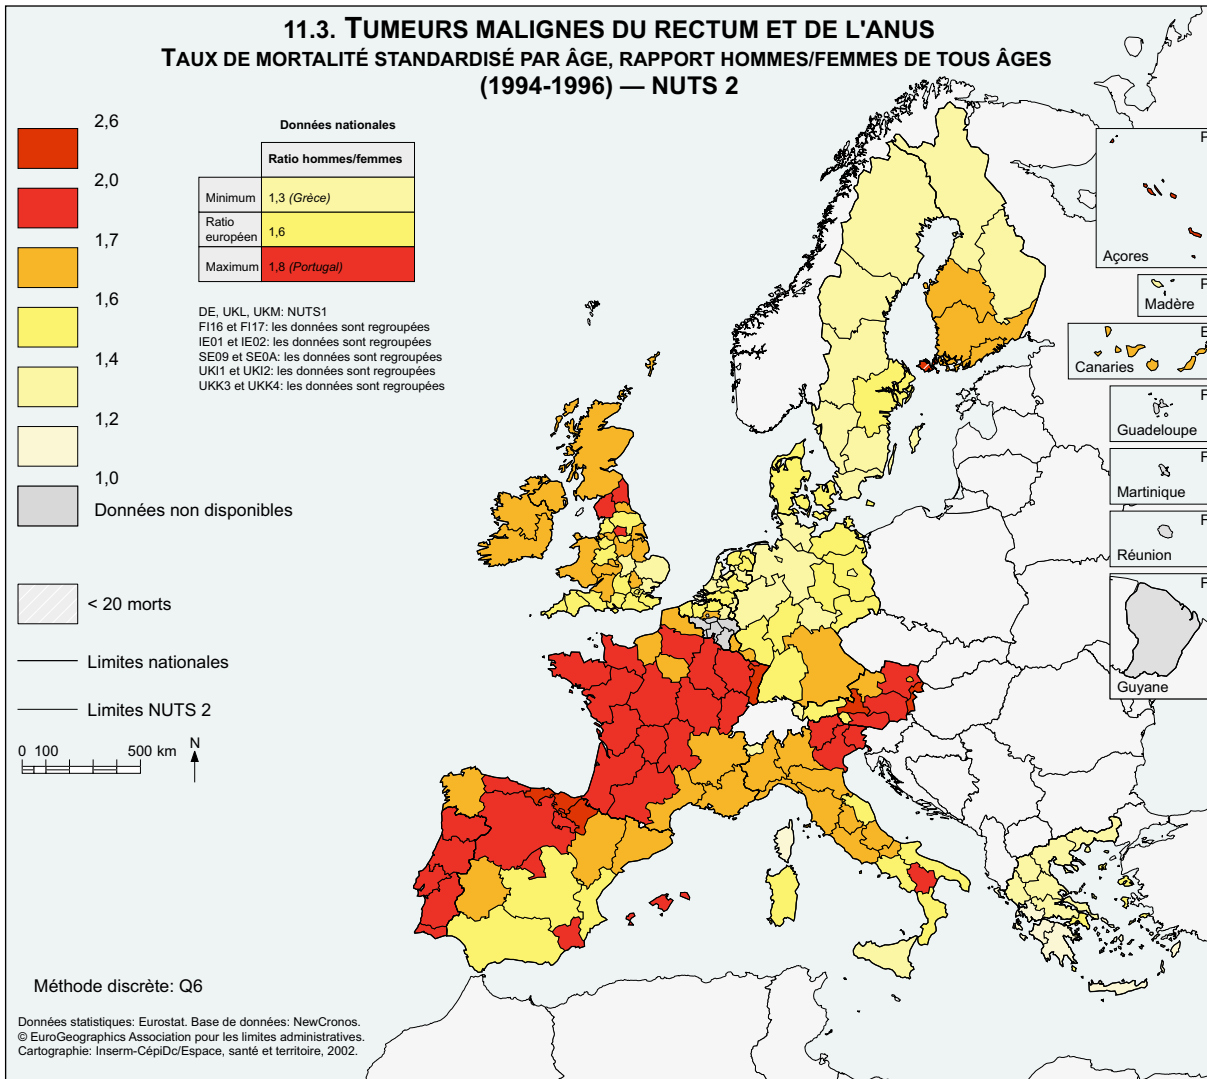 11.3. TUMEURS MALIGNES DU RECTUM ET DE L'ANUS
TAUX DE MORTALITÉ STANDARDISÉ PAR ÂGE, RAPPORT HOMMES/FEMMES DE TOUS ÂGES
(1994-1996) — NUTS 2
2,6
2,0
1,7
1,6
1,4
1,2
1,0
Données non disponibles
< 20 morts
Limites nationales
Limites NUTS 2
0 100 500 km
N
Données nationales
Ratio hommes/femmes
Minimum 1,3 (Grèce)
Ratio européen 1,6
Maximum 1,8 (Portugal)
DE, UKL, UKM: NUTS1
FI16 et FI17: les données sont regroupées
IE01 et IE02: les données sont regroupées
SE09 et SE0A: les données sont regroupées
UKI1 et UKI2: les données sont regroupées
UKK3 et UKK4: les données sont regroupées
Açores
Madère
Canaries
Guadeloupe
Martinique
Réunion
Guyane
Méthode discrète: Q6
Données statistiques: Eurostat. Base de données: NewCronos.
© EuroGeographics Association pour les limites administratives.
Cartographie: Inserm-CépiDc/Espace, santé et territoire, 2002.